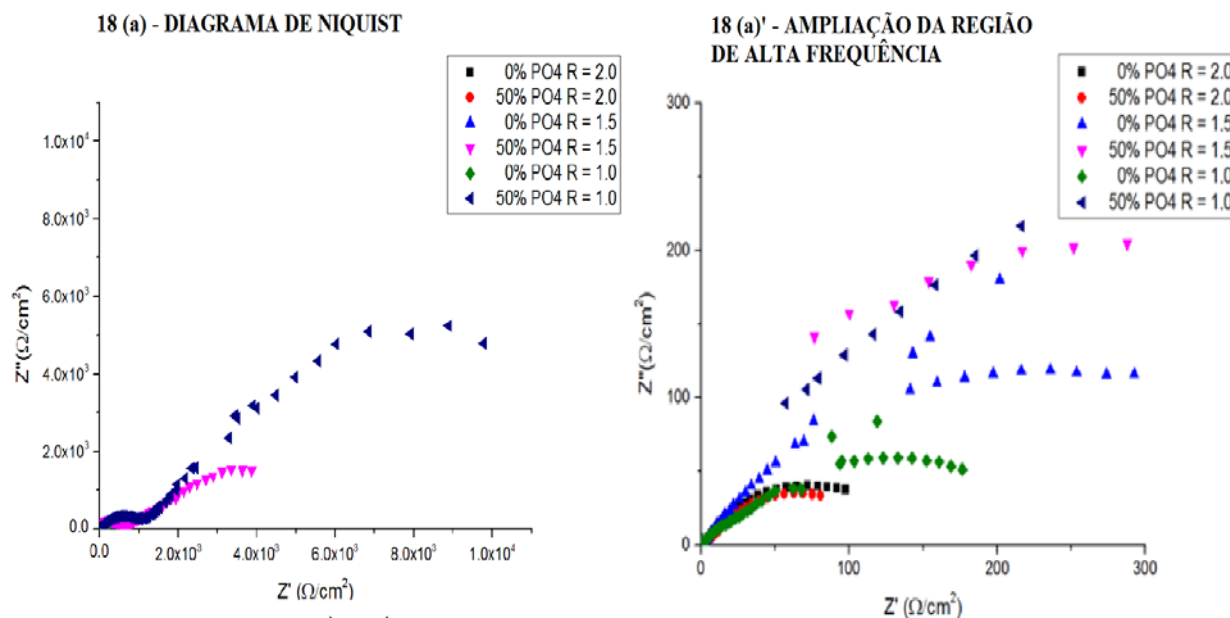 18 (a) - DIAGRAMA DE NIQUIST
0% PO4 R = 2.0
50% PO4 R = 2.0
0% PO4 R = 1.5
50% PO4 R = 1.5
0% PO4 R = 1.0
50% PO4 R = 1.0
1.0x10⁴
8.0x10³
6.0x10³
4.0x10³
2.0x10³
0.0
Z"(Ω/cm²)
0.0
2.0x10³
4.0x10³
6.0x10³
8.0x10³
1.0x10⁴
Z' (Ω/cm²)
18 (a)' - AMPLIAÇÃO DA REGIÃO
DE ALTA FREQUÊNCIA
0% PO4 R = 2.0
50% PO4 R = 2.0
0% PO4 R = 1.5
50% PO4 R = 1.5
0% PO4 R = 1.0
50% PO4 R = 1.0
300
200
100
0
Z"(Ω/cm²)
0
100
200
300
Z' (Ω/cm²)